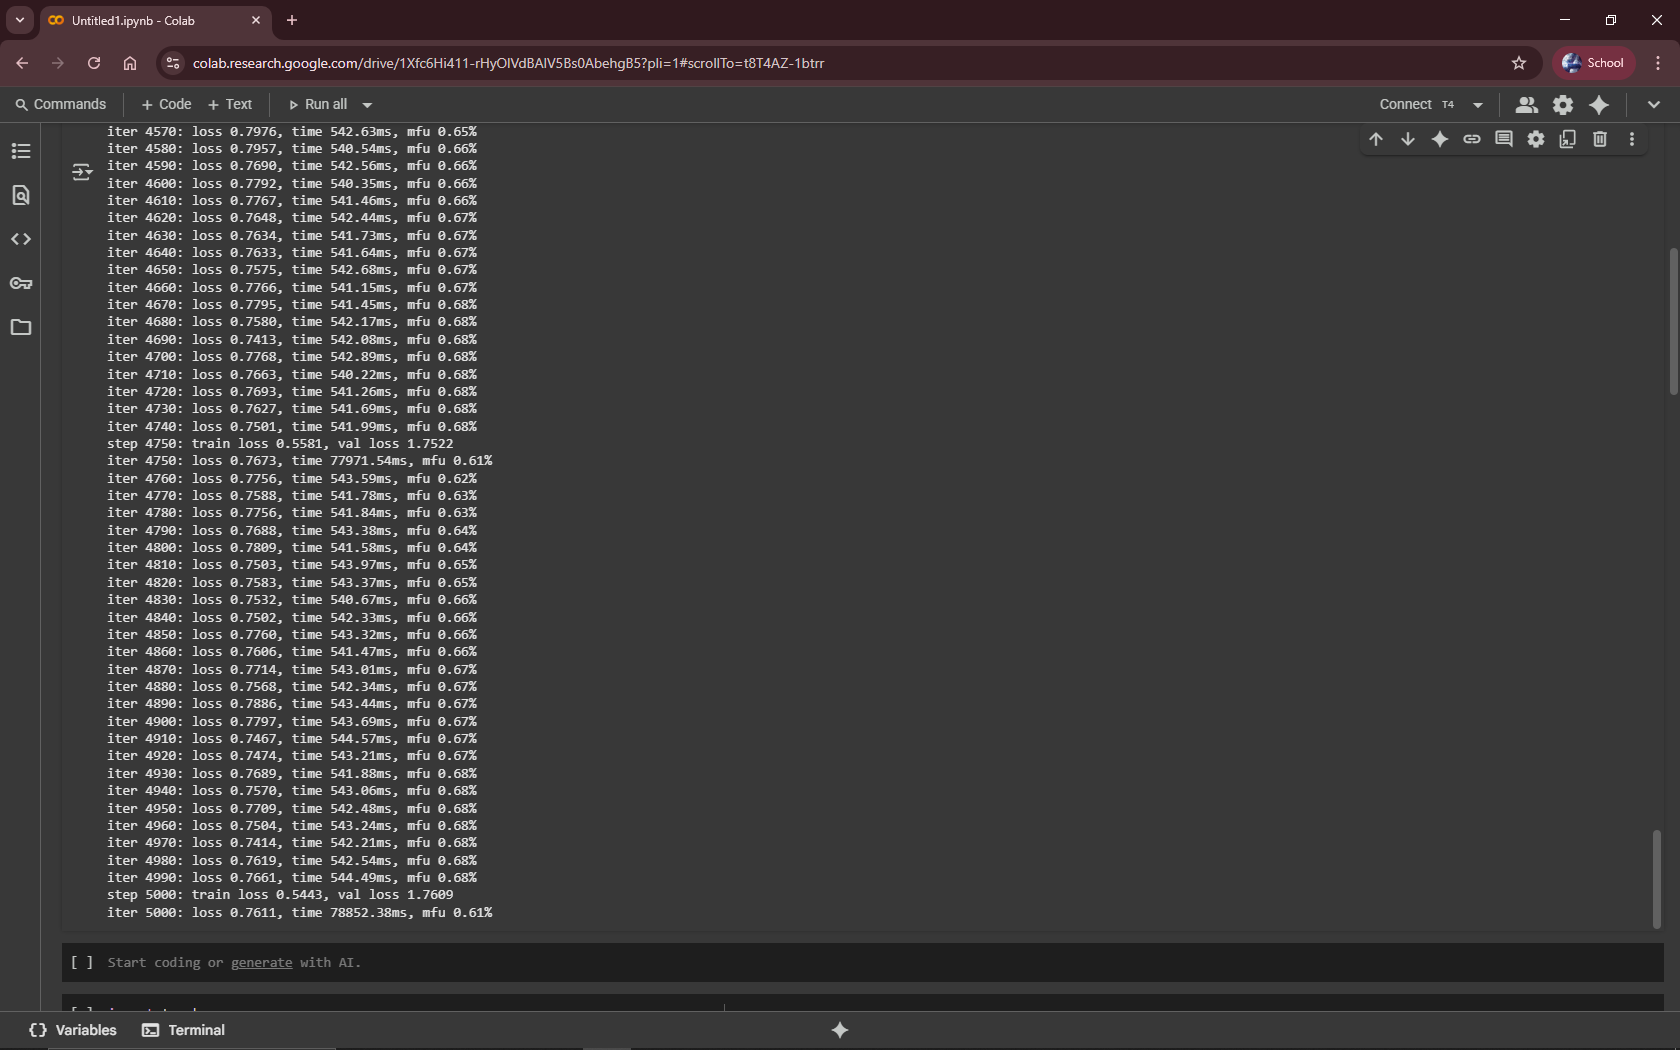 Untitled1.ipynb - Colab
colab.research.google.com/drive/1Xfc6Hi411-rHyOIVdBAIV5Bs0AbehgB5?pli=1#scrollTo=t8T4AZ-1btrr
School
Commands
+ Code
+ Text
Run all
Connect T4
iter 4570: loss 0.7976, time 542.63ms, mfu 0.65%
iter 4580: loss 0.7957, time 540.54ms, mfu 0.66%
iter 4590: loss 0.7690, time 542.56ms, mfu 0.66%
iter 4600: loss 0.7792, time 540.35ms, mfu 0.66%
iter 4610: loss 0.7767, time 541.46ms, mfu 0.66%
iter 4620: loss 0.7648, time 542.44ms, mfu 0.67%
iter 4630: loss 0.7634, time 541.73ms, mfu 0.67%
iter 4640: loss 0.7633, time 541.64ms, mfu 0.67%
iter 4650: loss 0.7575, time 542.68ms, mfu 0.67%
iter 4660: loss 0.7766, time 541.15ms, mfu 0.67%
iter 4670: loss 0.7795, time 541.45ms, mfu 0.68%
iter 4680: loss 0.7580, time 542.17ms, mfu 0.68%
iter 4690: loss 0.7413, time 542.08ms, mfu 0.68%
iter 4700: loss 0.7768, time 542.89ms, mfu 0.68%
iter 4710: loss 0.7663, time 540.22ms, mfu 0.68%
iter 4720: loss 0.7693, time 541.26ms, mfu 0.68%
iter 4730: loss 0.7627, time 541.69ms, mfu 0.68%
iter 4740: loss 0.7501, time 541.99ms, mfu 0.68%
step 4750: train loss 0.5581, val loss 1.7522
iter 4750: loss 0.7673, time 77971.54ms, mfu 0.61%
iter 4760: loss 0.7756, time 543.59ms, mfu 0.62%
iter 4770: loss 0.7588, time 541.78ms, mfu 0.63%
iter 4780: loss 0.7756, time 541.84ms, mfu 0.63%
iter 4790: loss 0.7688, time 543.38ms, mfu 0.64%
iter 4800: loss 0.7809, time 541.58ms, mfu 0.64%
iter 4810: loss 0.7503, time 543.97ms, mfu 0.65%
iter 4820: loss 0.7583, time 543.37ms, mfu 0.65%
iter 4830: loss 0.7532, time 540.67ms, mfu 0.66%
iter 4840: loss 0.7502, time 542.33ms, mfu 0.66%
iter 4850: loss 0.7760, time 543.32ms, mfu 0.66%
iter 4860: loss 0.7606, time 541.47ms, mfu 0.66%
iter 4870: loss 0.7714, time 543.01ms, mfu 0.67%
iter 4880: loss 0.7568, time 542.34ms, mfu 0.67%
iter 4890: loss 0.7886, time 543.44ms, mfu 0.67%
iter 4900: loss 0.7797, time 543.69ms, mfu 0.67%
iter 4910: loss 0.7467, time 544.57ms, mfu 0.67%
iter 4920: loss 0.7474, time 543.21ms, mfu 0.67%
iter 4930: loss 0.7689, time 541.88ms, mfu 0.68%
iter 4940: loss 0.7570, time 543.06ms, mfu 0.68%
iter 4950: loss 0.7709, time 542.48ms, mfu 0.68%
iter 4960: loss 0.7504, time 543.24ms, mfu 0.68%
iter 4970: loss 0.7414, time 542.21ms, mfu 0.68%
iter 4980: loss 0.7619, time 542.54ms, mfu 0.68%
iter 4990: loss 0.7661, time 544.49ms, mfu 0.68%
step 5000: train loss 0.5443, val loss 1.7609
iter 5000: loss 0.7611, time 78852.38ms, mfu 0.61%
[ ] Start coding or generate with AI.
Variables
Terminal